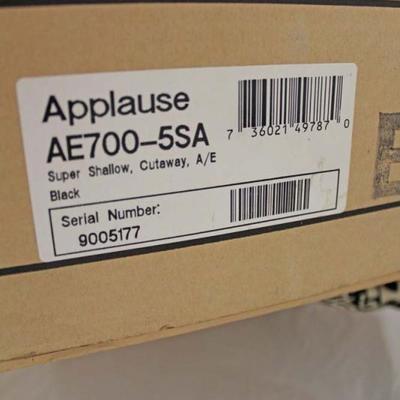 Applause
AE700-5SA
Super Shallow, Cutaway, A/E
Black
7 36021 49787 0
Serial Number:
9005177